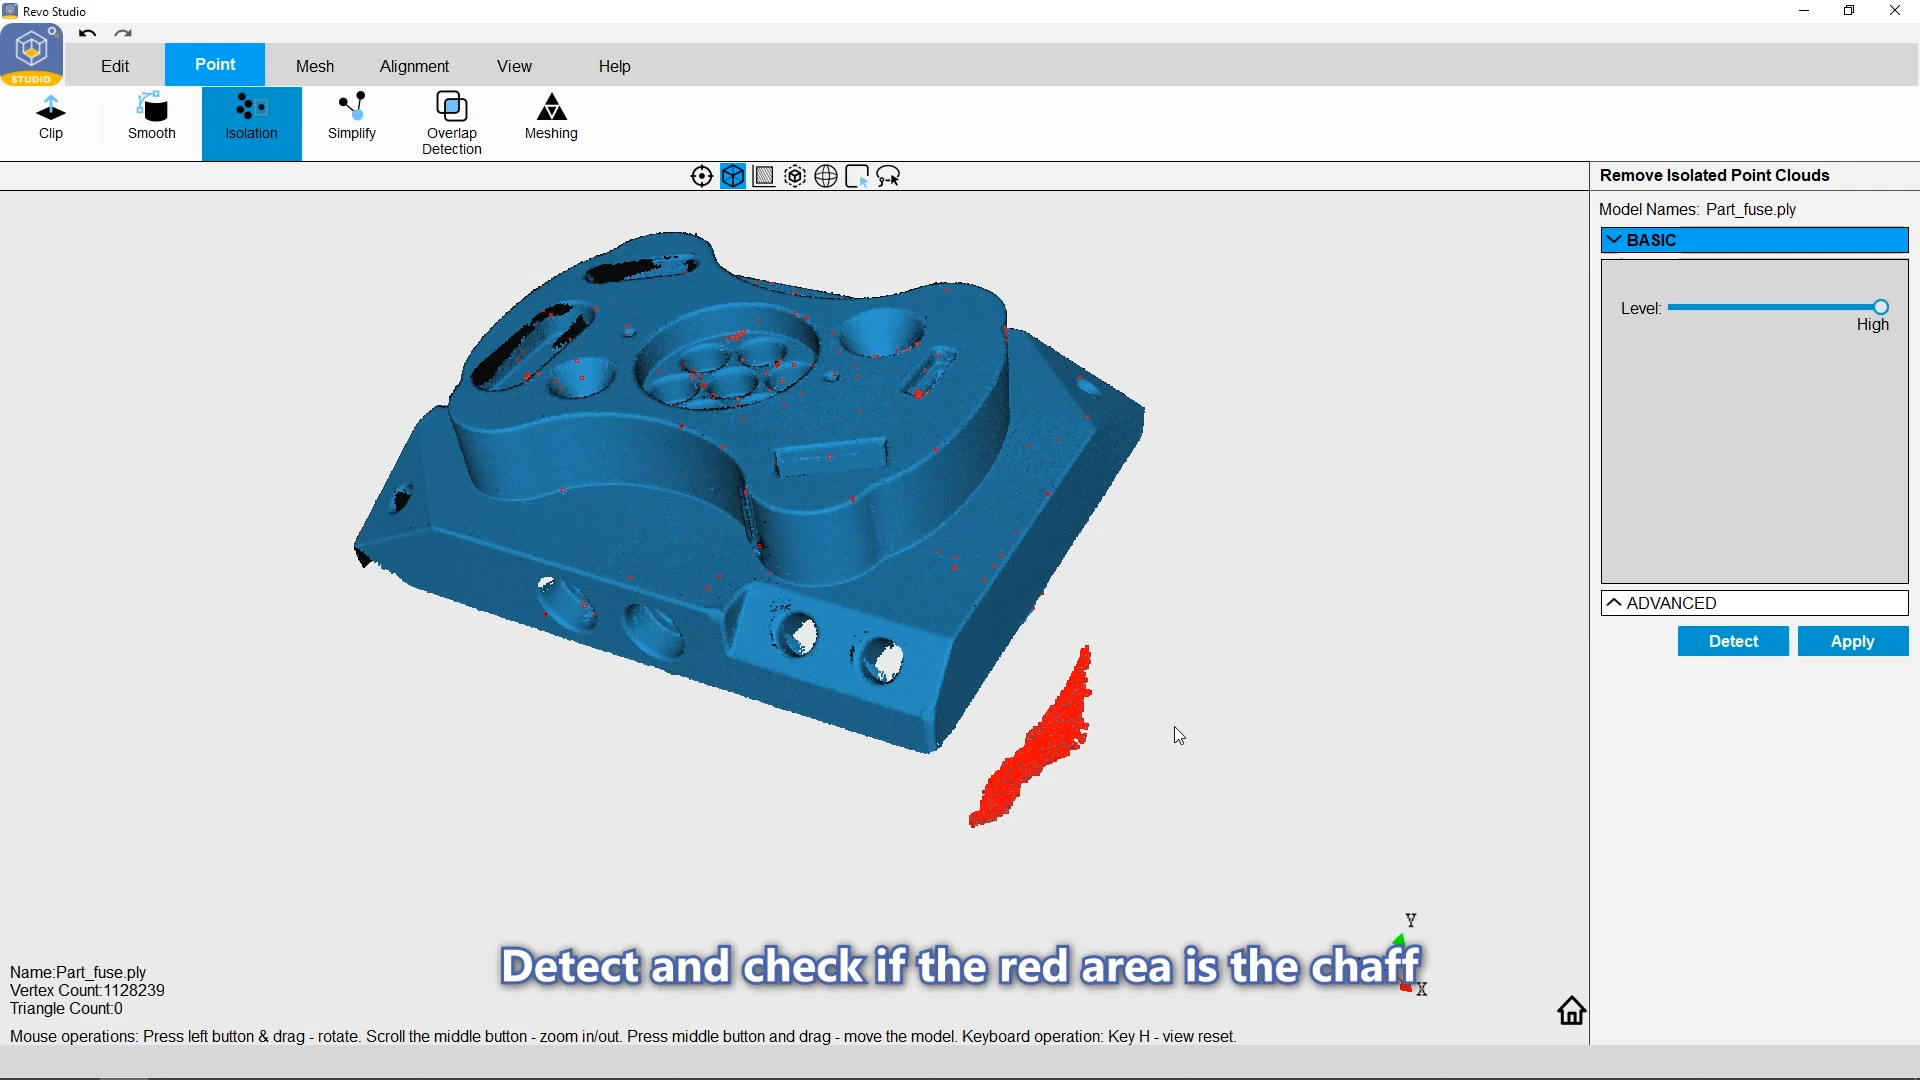 Revo Studio
STUDIO
Edit
Point
Mesh
Alignment
View
Help
Clip
Smooth
Isolation
Simplify
Overlap
Detection
Meshing
Remove Isolated Point Clouds
Model Names: Part_fuse.ply
BASIC
Level:
High
ADVANCED
Detect
Apply
Y
X
Detect and check if the red area is the chaff
Name:Part_fuse.ply
Vertex Count:1128239
Triangle Count:0
Mouse operations: Press left button & drag - rotate. Scroll the middle button - zoom in/out. Press middle button and drag - move the model. Keyboard operation: Key H - view reset.